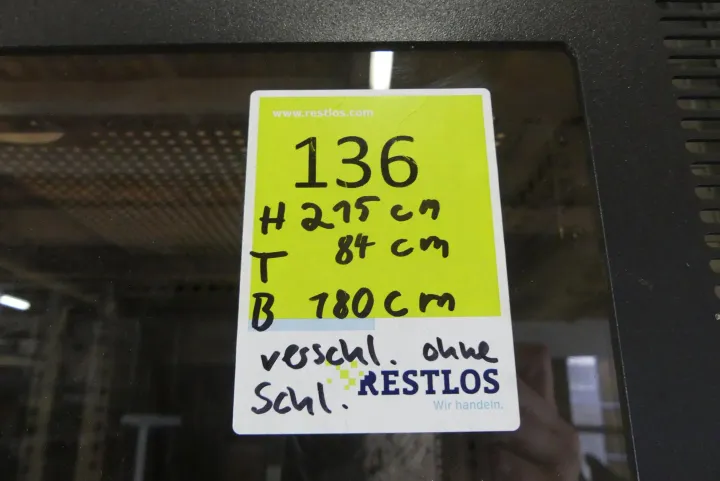 www.restlos.com
136
H 215 cm
T 84 cm
B 180 cm
verschl. ohne
Schl.
RESTLOS
Wir handeln.